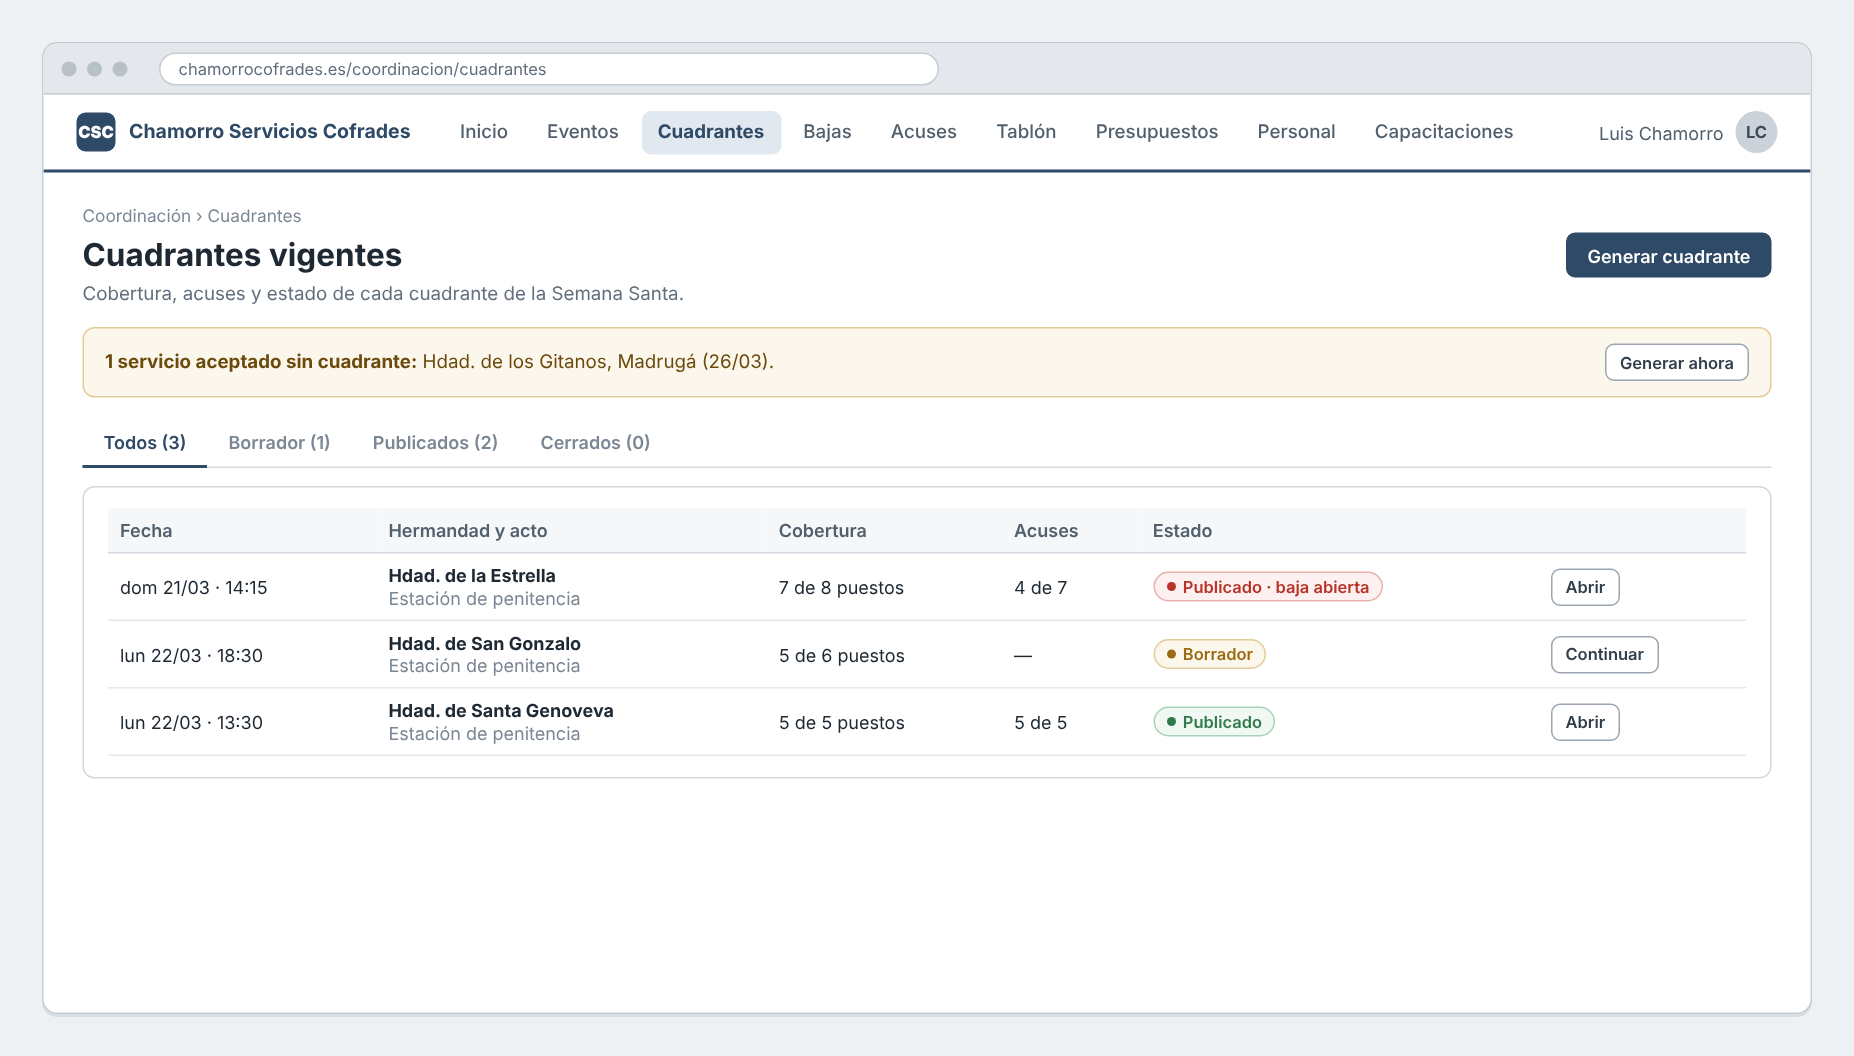 chamorrocofrades.es/coordinacion/cuadrantes
CSC Chamorro Servicios Cofrades Inicio Eventos Cuadrantes Bajas Acuses Tablón Presupuestos Personal Capacitaciones Luis Chamorro LC
Coordinación › Cuadrantes
Cuadrantes vigentes
Generar cuadrante
Cobertura, acuses y estado de cada cuadrante de la Semana Santa.
1 servicio aceptado sin cuadrante: Hdad. de los Gitanos, Madrugá (26/03). Generar ahora
Todos (3) Borrador (1) Publicados (2) Cerrados (0)
Fecha Hermandad y acto Cobertura Acuses Estado
dom 21/03 · 14:15 Hdad. de la Estrella 7 de 8 puestos 4 de 7 Publicado · baja abierta Abrir
Estación de penitencia
lun 22/03 · 18:30 Hdad. de San Gonzalo 5 de 6 puestos — Borrador Continuar
Estación de penitencia
lun 22/03 · 13:30 Hdad. de Santa Genoveva 5 de 5 puestos 5 de 5 Publicado Abrir
Estación de penitencia